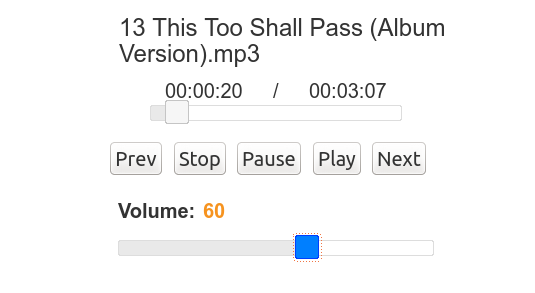 13 This Too Shall Pass (Album
Version).mp3
00:00:20 / 00:03:07
Prev Stop Pause Play Next
Volume: 60